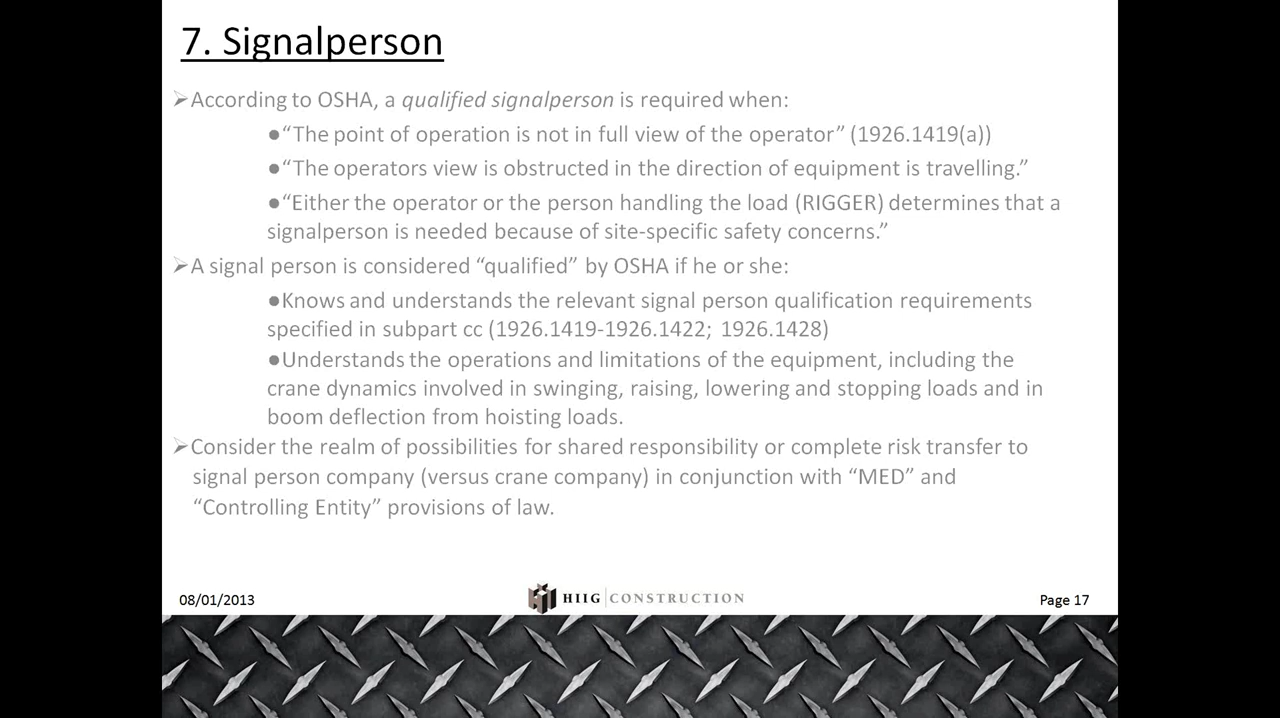 7. Signalperson
➢According to OSHA, a qualified signalperson is required when:
●“The point of operation is not in full view of the operator” (1926.1419(a))
●“The operators view is obstructed in the direction of equipment is travelling.”
●“Either the operator or the person handling the load (RIGGER) determines that a
signalperson is needed because of site-specific safety concerns.”
➢A signal person is considered “qualified” by OSHA if he or she:
●Knows and understands the relevant signal person qualification requirements
specified in subpart cc (1926.1419-1926.1422; 1926.1428)
●Understands the operations and limitations of the equipment, including the
crane dynamics involved in swinging, raising, lowering and stopping loads and in
boom deflection from hoisting loads.
➢Consider the realm of possibilities for shared responsibility or complete risk transfer to
signal person company (versus crane company) in conjunction with “MED” and
“Controlling Entity” provisions of law.
08/01/2013
HIIG CONSTRUCTION
Page 17